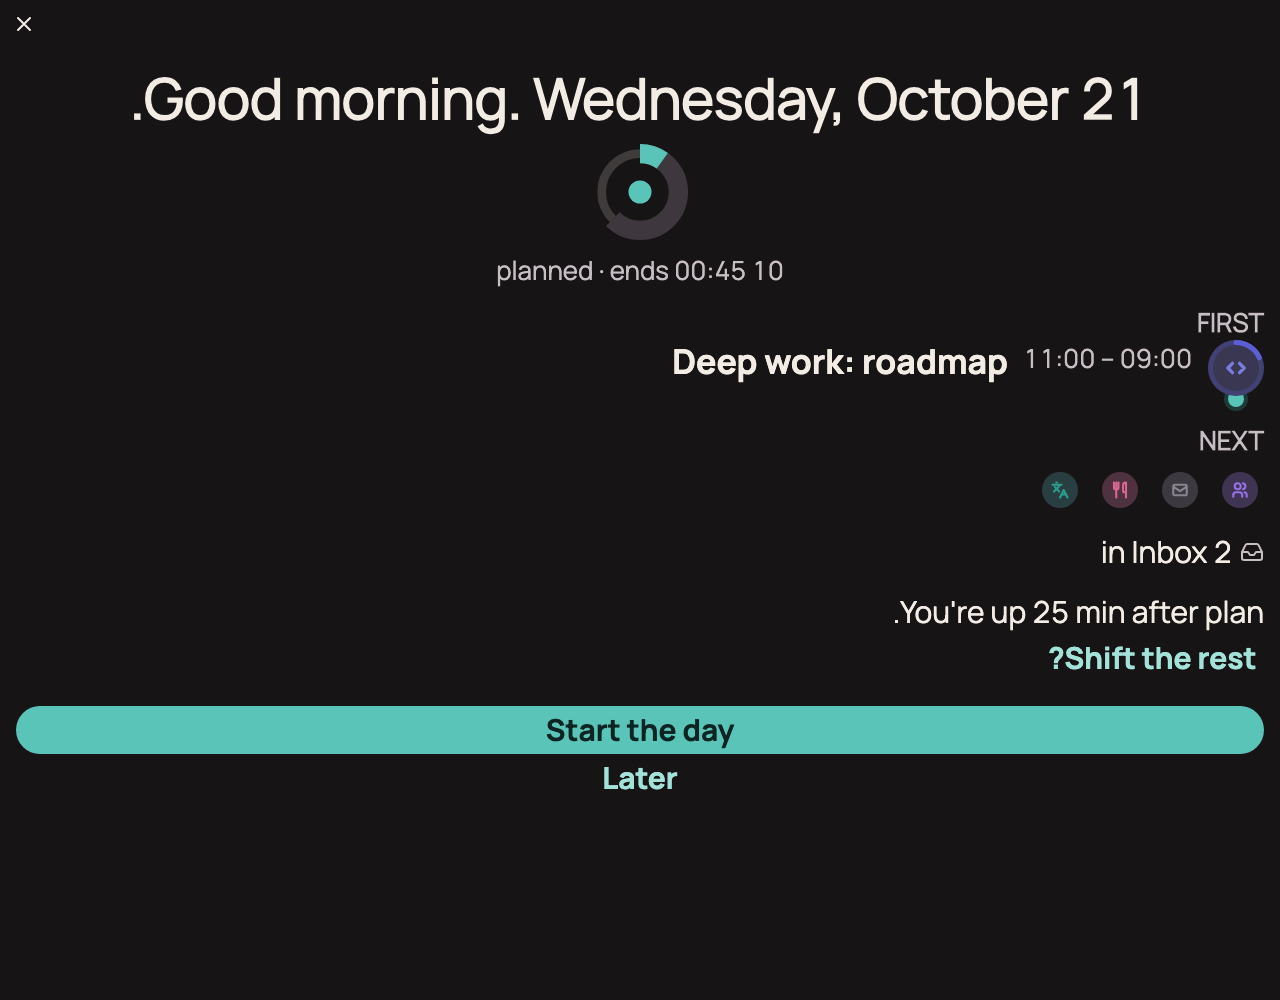 .Good morning. Wednesday, October 21
planned · ends 00:45 10
FIRST
Deep work: roadmap 11:00 – 09:00
NEXT
in Inbox 2
.You're up 25 min after plan
?Shift the rest
Start the day
Later